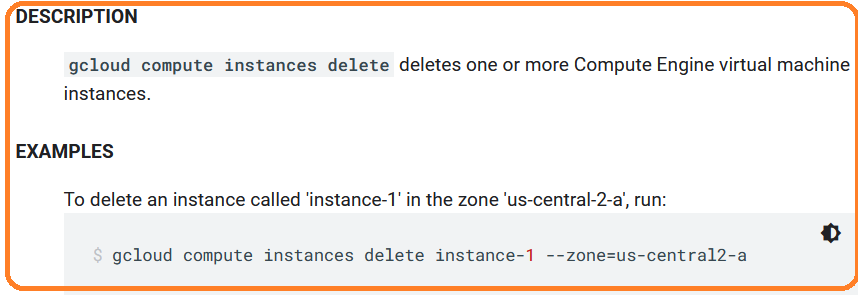 DESCRIPTION
gcloud compute instances delete deletes one or more Compute Engine virtual machine
instances.
EXAMPLES
To delete an instance called 'instance-1' in the zone 'us-central-2-a', run:
$ gcloud compute instances delete instance-1 --zone=us-central2-a